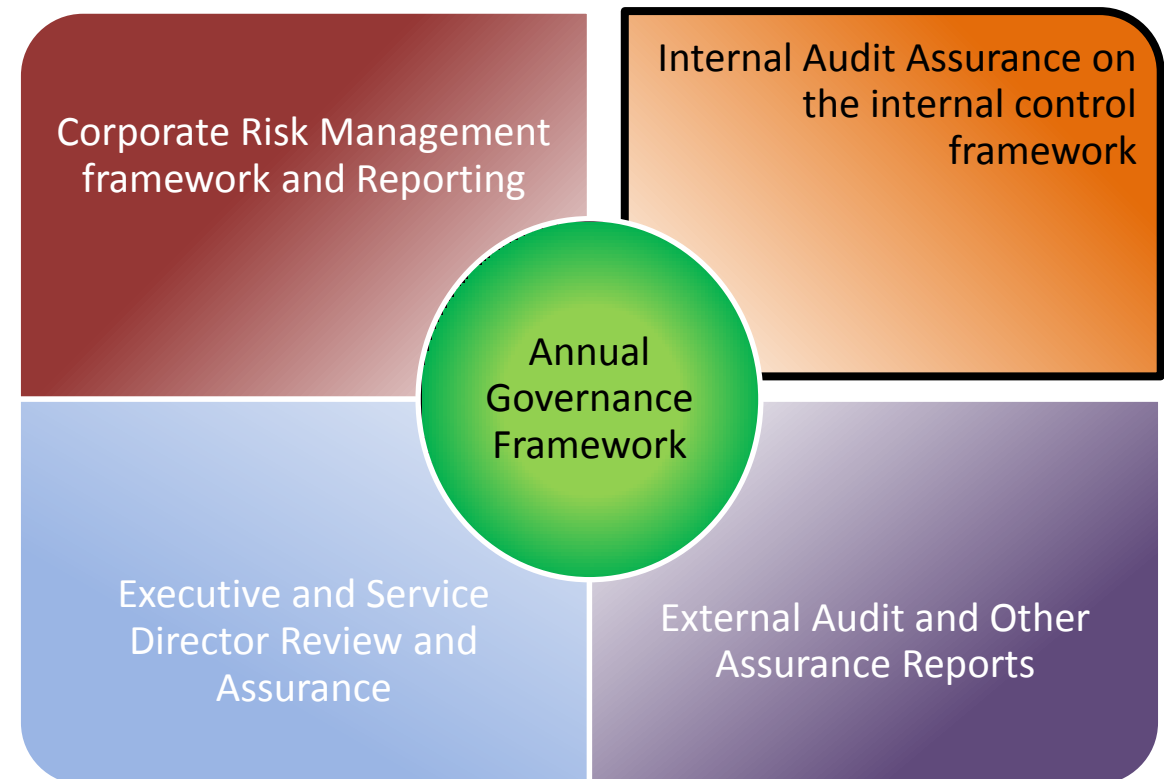 Corporate Risk Management
framework and Reporting
Internal Audit Assurance on
the internal control
framework
Annual
Governance
Framework
Executive and Service
Director Review and
Assurance
External Audit and Other
Assurance Reports